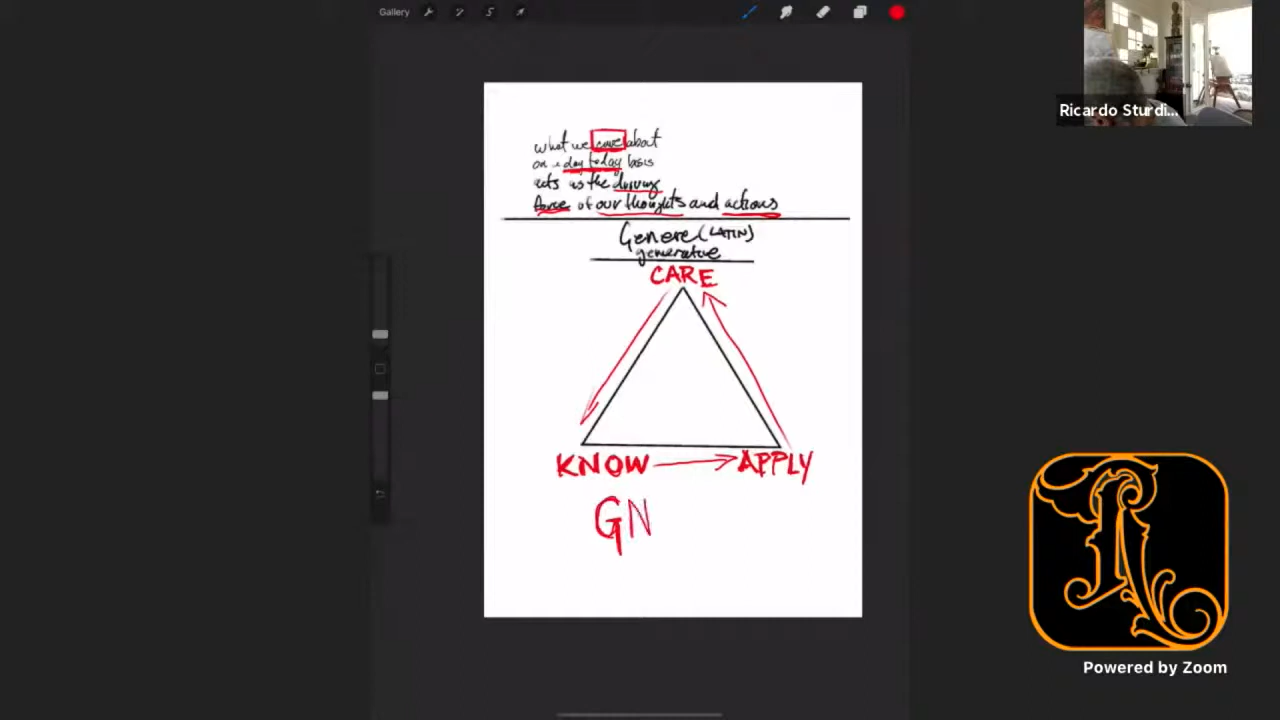 Gallery
Ricardo Sturdi...
what we care about
on a day to day basis
acts as the driving
force of our thoughts and actions
Genere (LATIN)
generative
CARE
KNOW APPLY
GN
Powered by Zoom